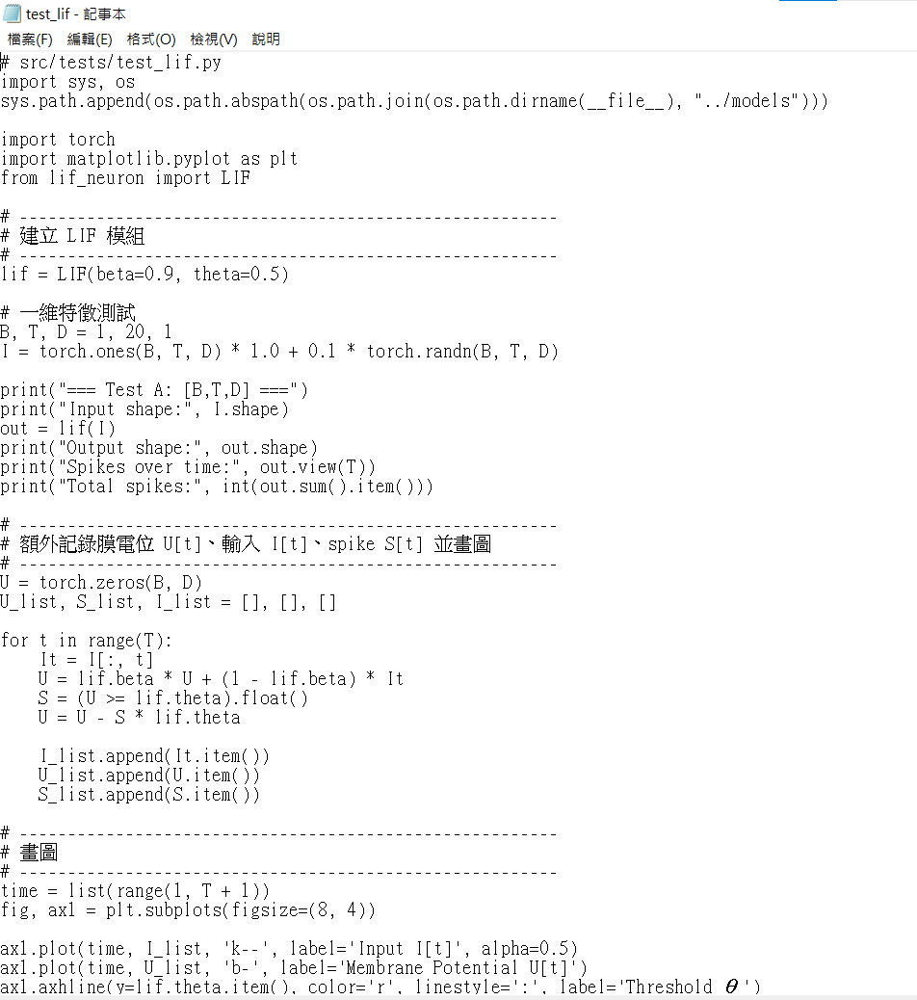 test_lif - 記事本
檔案(F) 編輯(E) 格式(O) 檢視(V) 說明
# src/tests/test_lif.py
import sys, os
sys.path.append(os.path.abspath(os.path.join(os.path.dirname(__file__), "../models")))
import torch
import matplotlib.pyplot as plt
from lif_neuron import LIF
# --------------------------------------------------------
# 建立 LIF 模組
# --------------------------------------------------------
lif = LIF(beta=0.9, theta=0.5)
# 一維特徵測試
B, T, D = 1, 20, 1
I = torch.ones(B, T, D) * 1.0 + 0.1 * torch.randn(B, T, D)
print("=== Test A: [B,T,D] ===")
print("Input shape:", I.shape)
out = lif(I)
print("Output shape:", out.shape)
print("Spikes over time:", out.view(T))
print("Total spikes:", int(out.sum().item()))
# --------------------------------------------------------
# 額外記錄膜電位 U[t]、輸入 I[t]、spike S[t] 並畫圖
# --------------------------------------------------------
U = torch.zeros(B, D)
U_list, S_list, I_list = [], [], []
for t in range(T):
    It = I[:, t]
    U = lif.beta * U + (1 - lif.beta) * It
    S = (U >= lif.theta).float()
    U = U - S * lif.theta
    I_list.append(It.item())
    U_list.append(U.item())
    S_list.append(S.item())
# --------------------------------------------------------
# 畫圖
# --------------------------------------------------------
time = list(range(1, T + 1))
fig, ax1 = plt.subplots(figsize=(8, 4))
ax1.plot(time, I_list, 'k--', label='Input I[t]', alpha=0.5)
ax1.plot(time, U_list, 'b-', label='Membrane Potential U[t]')
ax1.axhline(y=lif.theta.item(), color='r', linestyle=':', label='Threshold θ')